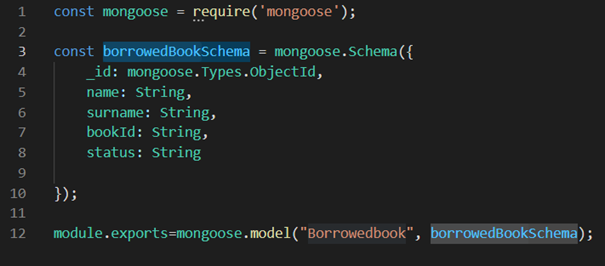 1 const mongoose = require('mongoose');
2
3 const borrowedBookSchema = mongoose.Schema({
4     _id: mongoose.Types.ObjectId,
5     name: String,
6     surname: String,
7     bookId: String,
8     status: String
9
10 });
11
12 module.exports=mongoose.model("Borrowedbook", borrowedBookSchema);